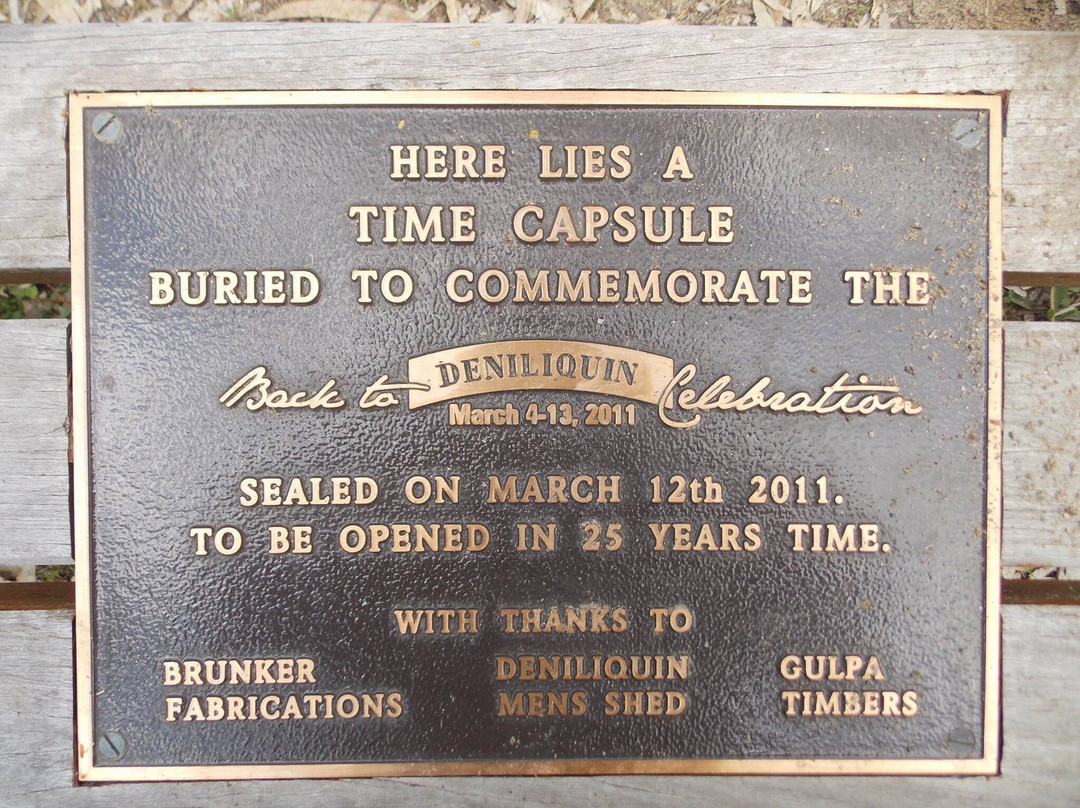 HERE LIES A
TIME CAPSULE
BURIED TO COMMEMORATE THE
Back to DENILIQUIN Celebration
March 4-13, 2011
SEALED ON MARCH 12th 2011.
TO BE OPENED IN 25 YEARS TIME.
WITH THANKS TO
BRUNKER FABRICATIONS
DENILIQUIN MENS SHED
GULPA TIMBERS